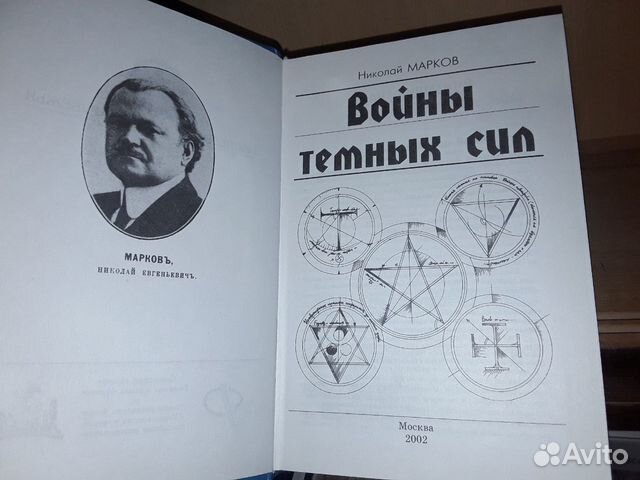 МАРКОВЪ,
НИКОЛАЙ ЕВГЕНЬЕВИЧЪ.
Николай МАРКОВ
Войны
темных сил
Москва
2002
Avito